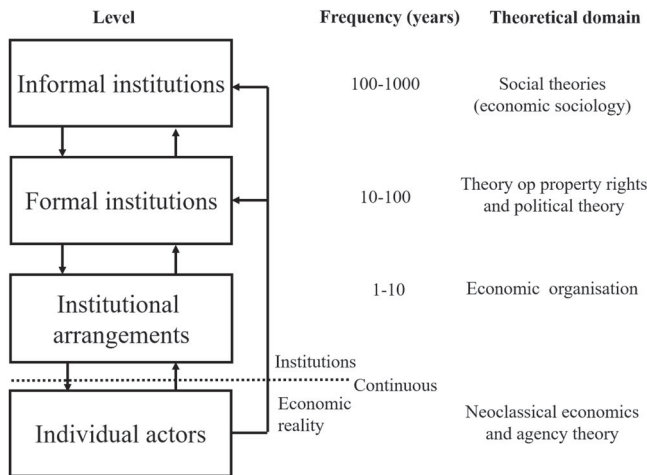 Level Frequency (years) Theoretical domain
Informal institutions 100-1000 Social theories
(economic sociology)
Formal institutions 10-100 Theory op property rights
and political theory
Institutional
arrangements 1-10 Economic organisation
Institutions
Continuous
Economic
reality
Individual actors Neoclassical economics
and agency theory